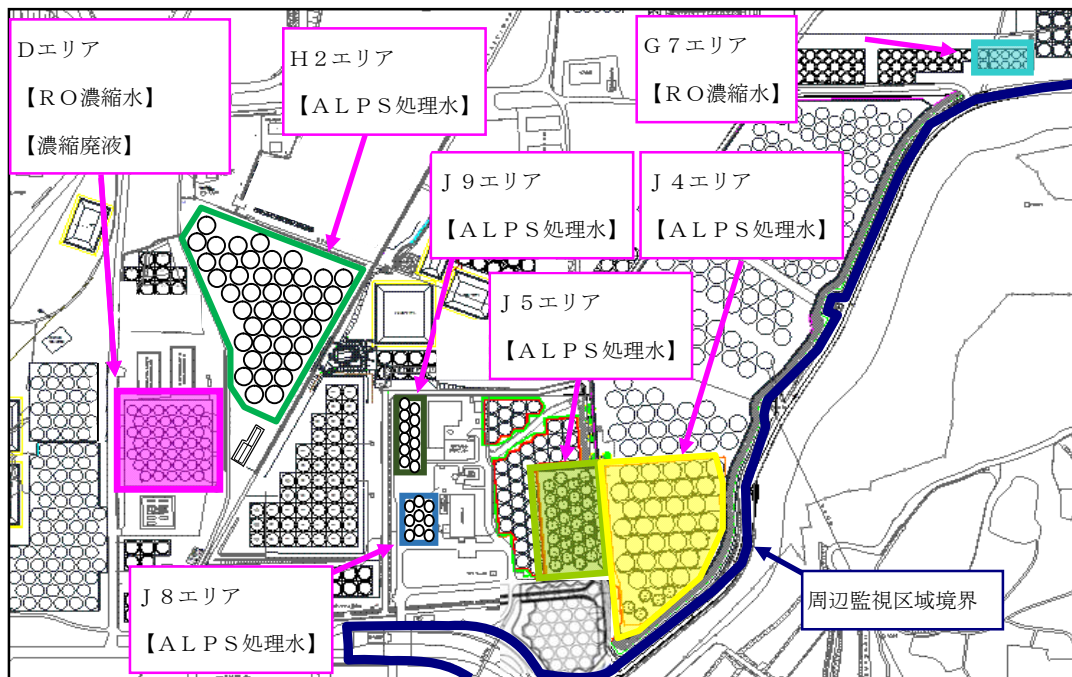 Dエリア
【RO濃縮水】
【濃縮廃液】
H2エリア
【ALPS処理水】
G7エリア
【RO濃縮水】
J9エリア
【ALPS処理水】
J4エリア
【ALPS処理水】
J5エリア
【ALPS処理水】
J8エリア
【ALPS処理水】
周辺監視区域境界